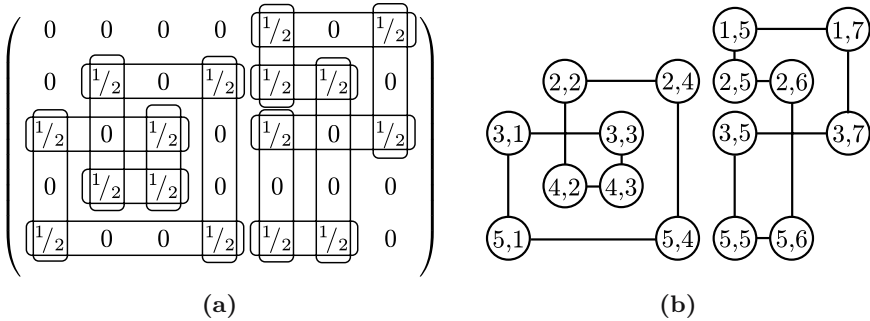 0 0 0 0 1/2 0 1/2
0 1/2 0 1/2 1/2 1/2 0
1/2 0 1/2 0 1/2 0 1/2
0 1/2 1/2 0 0 0 0
1/2 0 0 1/2 1/2 1/2 0
(a)
1,5 1,7
2,2 2,4 2,5 2,6
3,1 3,3 3,5 3,7
4,2 4,3
5,1 5,4 5,5 5,6
(b)